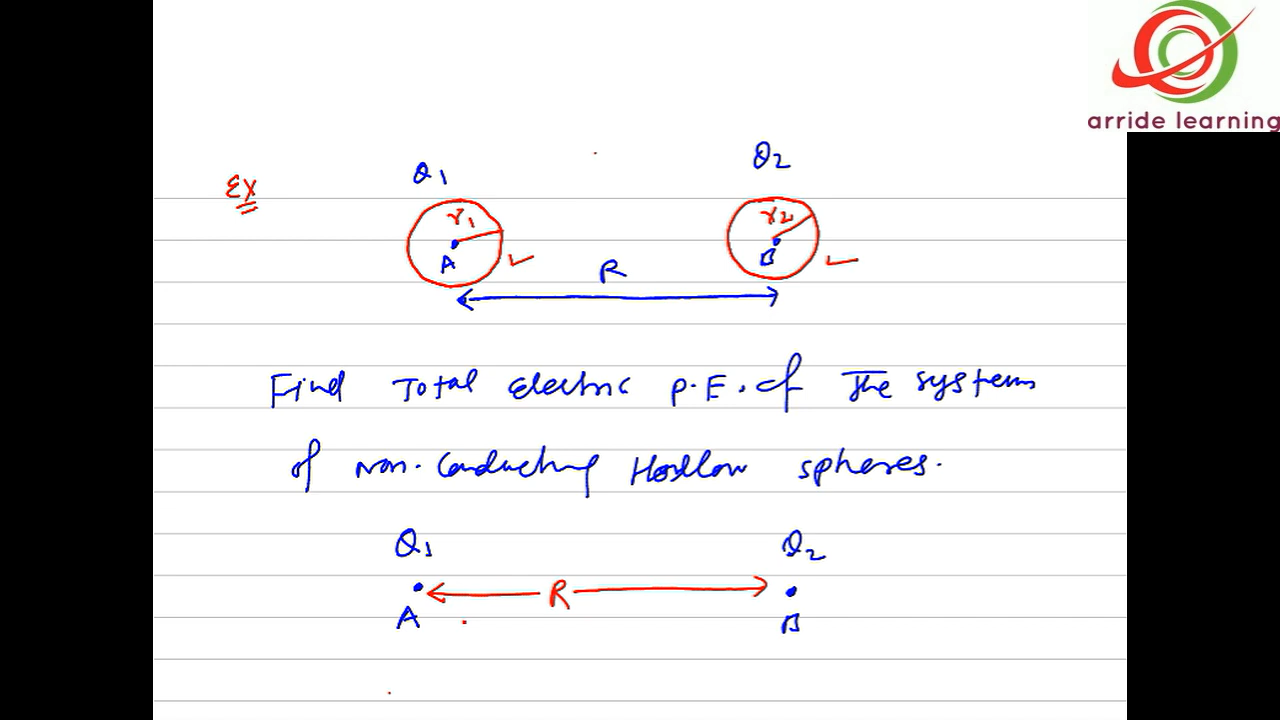 arride learning
Q1 Q2
Ex
r1 r2
A B
R
Find Total Electric P.E. of The system
of non-conducting Hollow spheres.
Q1 Q2
R
A B